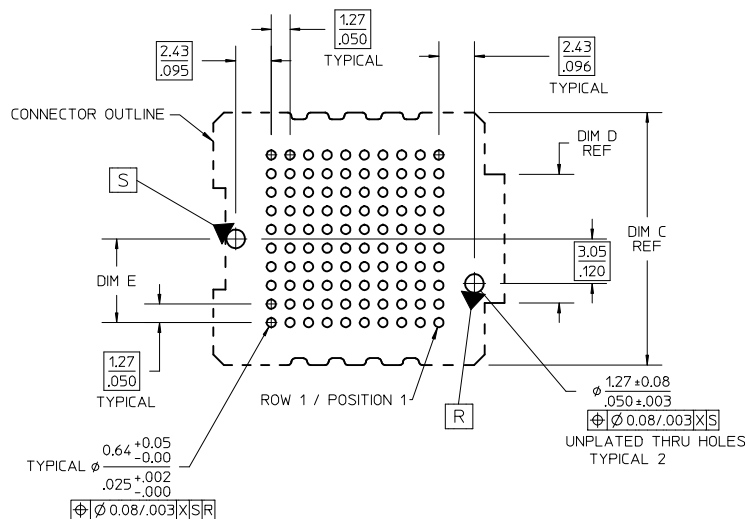 1.27
.050
TYPICAL
2.43
.095
2.43
.096
TYPICAL
CONNECTOR OUTLINE
DIM D
REF
S
DIM C
REF
DIM E
3.05
.120
1.27
.050
TYPICAL
ROW 1 / POSITION 1
R
⌀ 1.27 ±0.08
.050 ±.003
⌖ ⌀ 0.08/.003 X S
UNPLATED THRU HOLES
TYPICAL 2
TYPICAL ⌀ 0.64 +0.05
-0.00
.025 +.002
-.000
⌖ ⌀ 0.08/.003 X S R